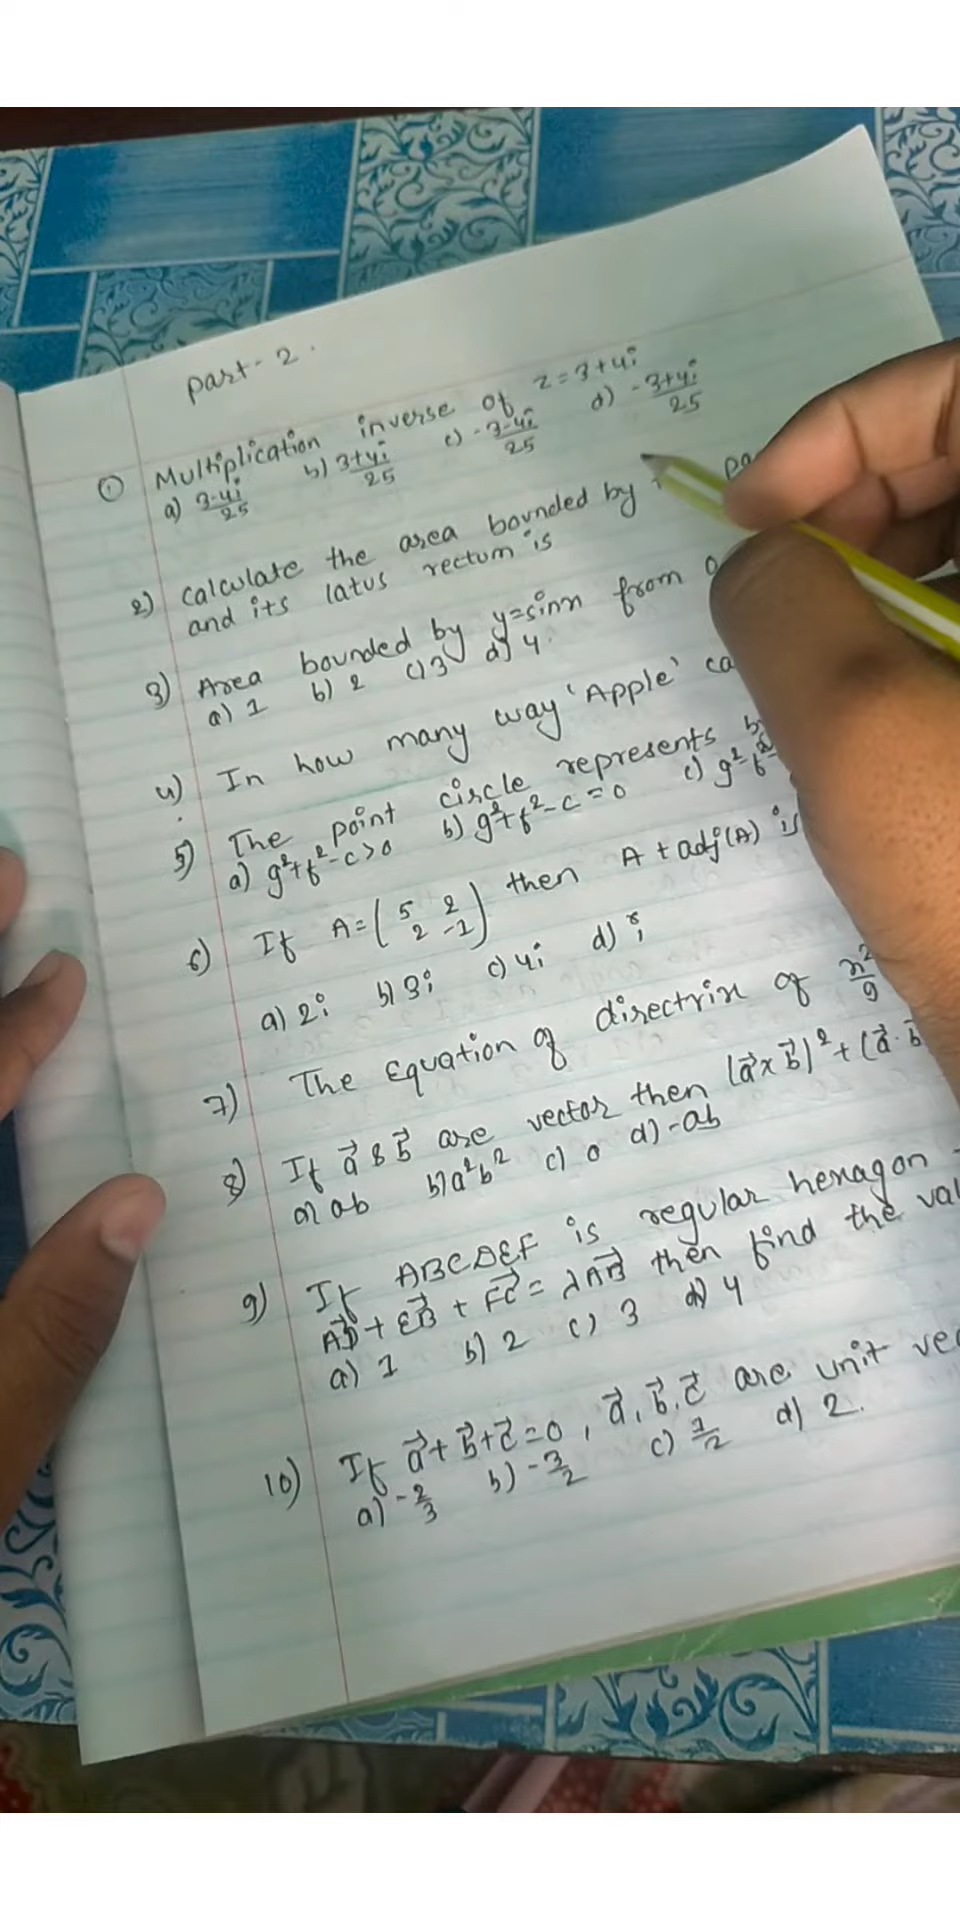 part-2.
① Multiplication inverse of z=3+4i
a) 3-4i/25 b) 3+4i/25 c) -3-4i/25 d) -3+4i/25
2) calculate the area bounded by
and its latus rectum is
3) Area bounded by y=sinx from
a) 1 b) 2 c) 3 d) 4.
4) In how many way 'Apple'
5) The point circle represents
a) g²+f²-c>0 b) g²+f²-c=0 c) g²f²
6) If A=(5 2 2 -1) then A+adj(A) is
a) 2i b) 3i c) 4i d) i
7) The Equation of directrix of x²/9
8) If a⃗ & b⃗ are vector then (a⃗×b⃗)²+(a⃗.b⃗
a) ab b) a²b² c) 0 d) -ab
9) If ABCDEF is regular hexagon
AD⃗+EB⃗+FC⃗=λAB⃗ then find the
a) 1 b) 2 c) 3 d) 4
10) If a⃗+b⃗+c⃗=0, a⃗,b⃗,c⃗ are unit
a) -2/3 b) -3/2 c) 1/2 d) 2.